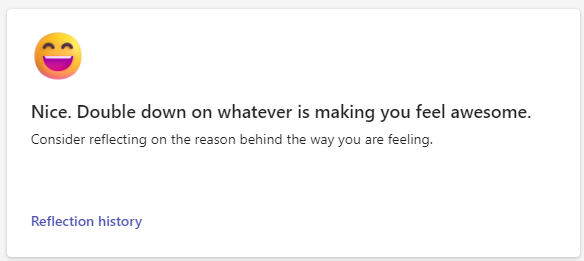 Nice. Double down on whatever is making you feel awesome.
Consider reflecting on the reason behind the way you are feeling.
Reflection history